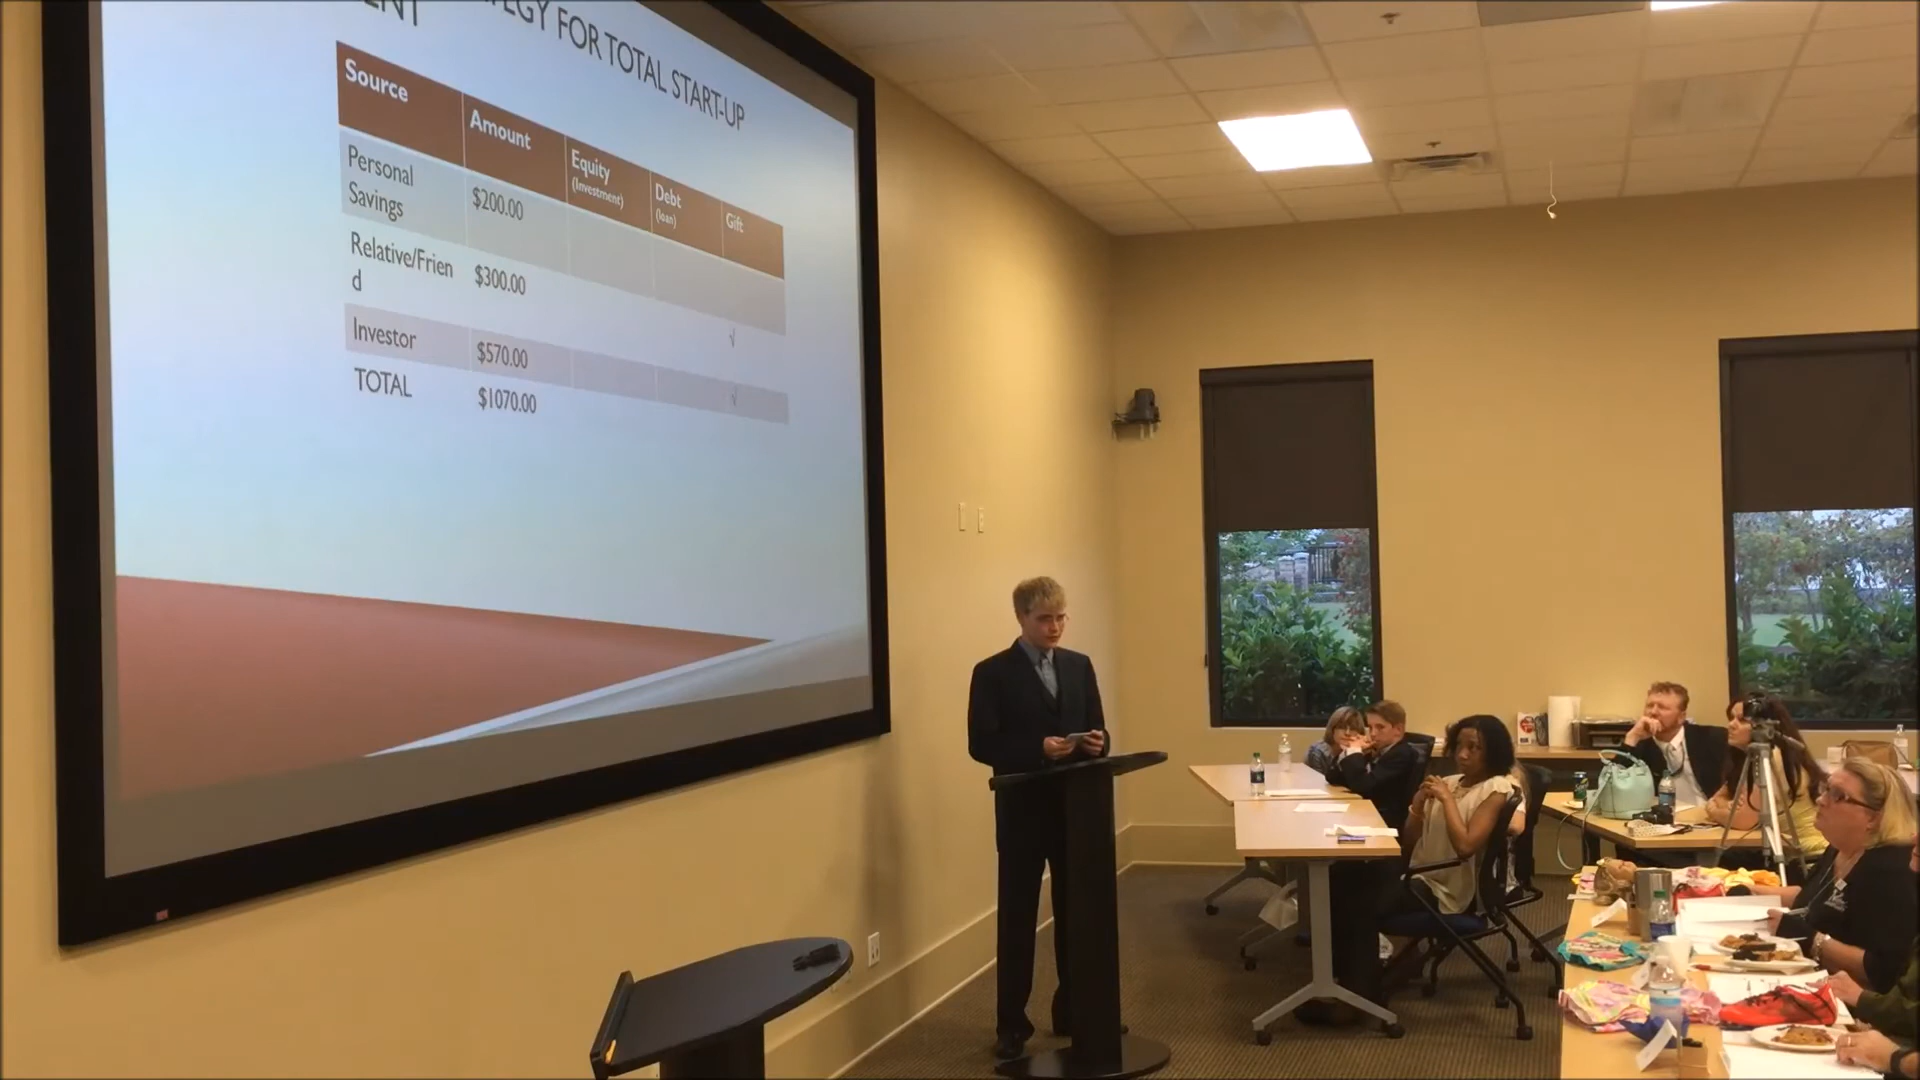 TEGY FOR TOTAL START-UP
ENT
Source Amount Equity Debt Gift
(Investment) (loan)
Personal $200.00
Savings
Relative/Frien $300.00 √
d
Investor $570.00 √
TOTAL $1070.00